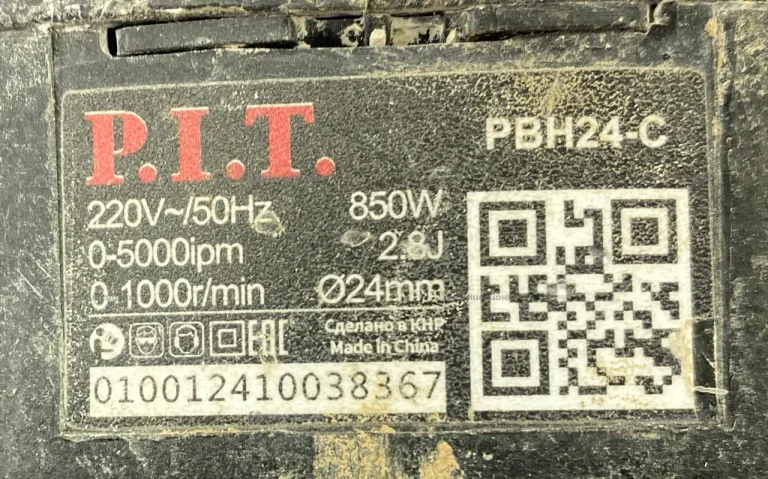 P.I.T.
PBH24-C
220V~/50Hz 850W
0-5000ipm 2.8J
0-1000r/min Ø24mm
EAC
Сделано в КНР
Made in China
010012410038367